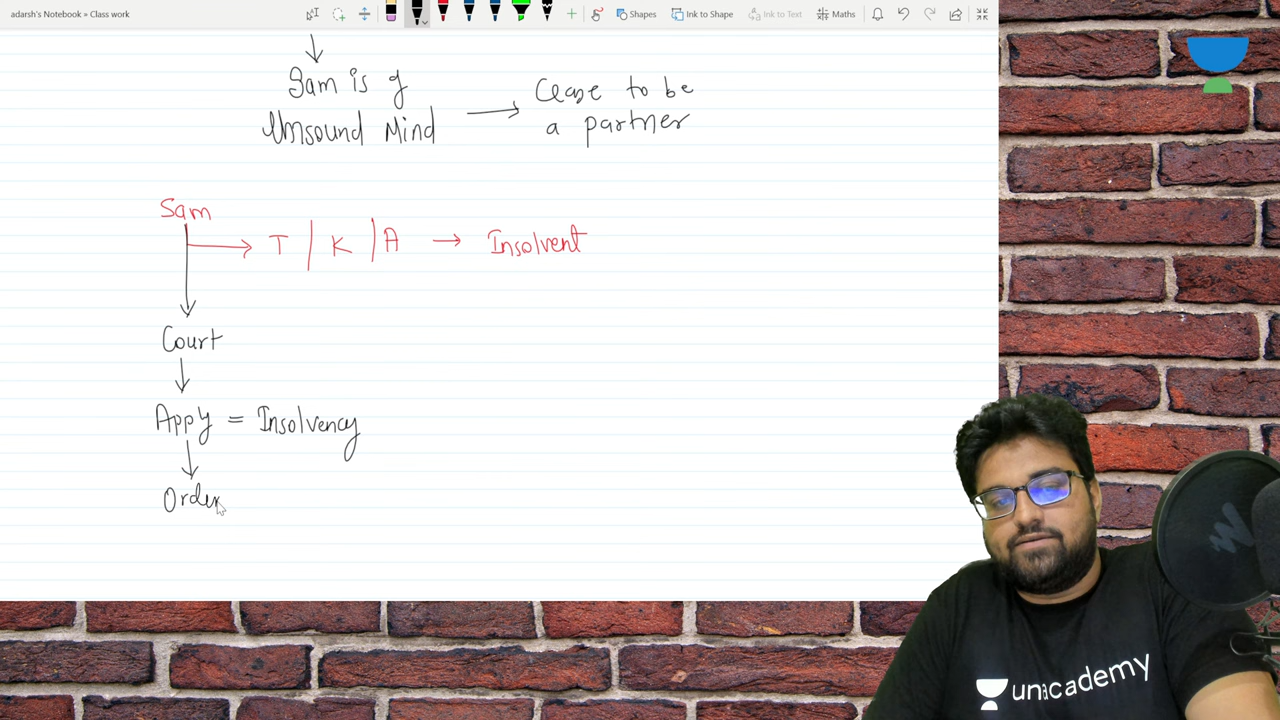 adarsh's Notebook » Class work
Shapes
Ink to Shape
Ink to Text
Maths
Sam is of Cease to be
Unsound Mind → a partner
Sam
→ T | K | A → Insolvent
Court
Apply = Insolvency
Order
unacademy